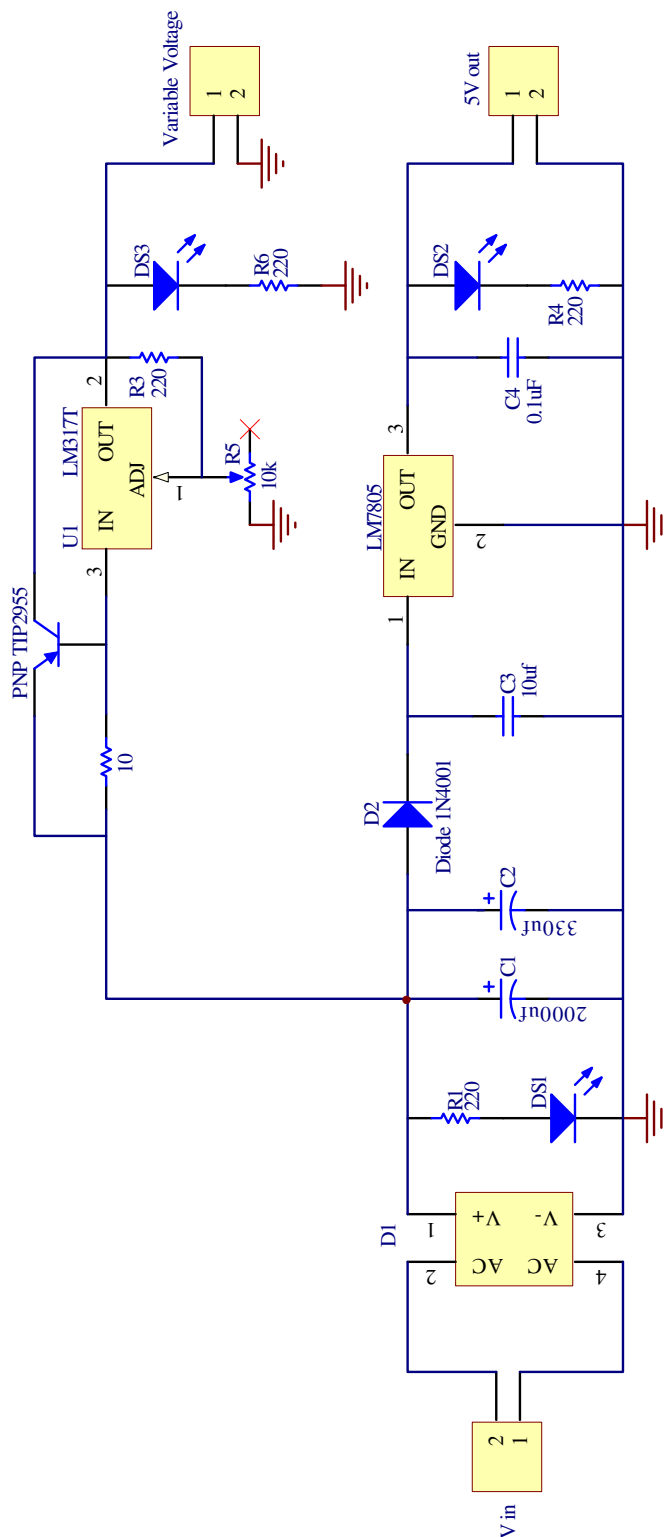 Variable Voltage
1
2
PNP TIP2955
U1
LM317T
IN
OUT
ADJ
3
2
1
10
R3
220
R5
10k
DS3
R6
220
V in
2
1
D1
AC
V+
AC
V-
2
1
4
3
R1
220
DS1
C1
2000uf
C2
330uf
D2
Diode 1N4001
C3
10uf
LM7805
IN
OUT
GND
1
3
2
C4
0.1uF
DS2
R4
220
5V out
1
2
+
+